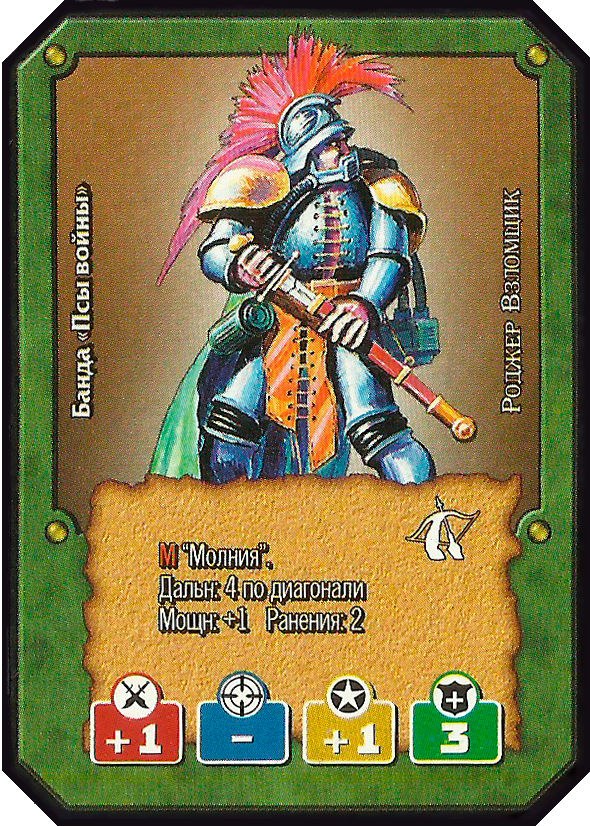 Банда «Псы войны»
Роджер Взломщик
М "Молния".
Дальн: 4 по диагонали
Мощн: +1 Ранения: 2
+1 - +1 3